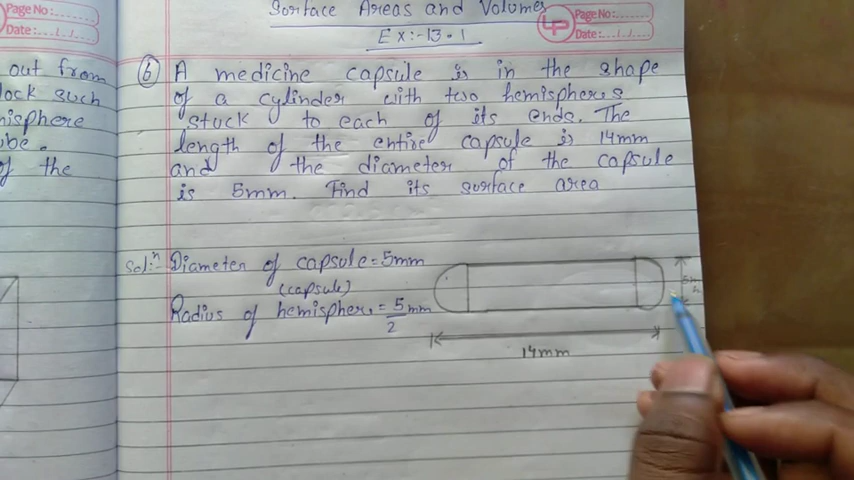 Page No:
Date:
out from
lock such
misphere
ube.
of the
Surface Areas and Volumes
Ex:-13.1
Page No:
Date:
6 A medicine capsule is in the shape
of a cylinder with two hemispheres
stuck to each of its ends. The
length of the entire capsule is 14mm
and the diameter of the capsule
is 5mm. Find its surface area
Solⁿ:- Diameter of capsule = 5mm
(capsule)
Radius of hemisphere = 5/2 mm
5mm
14mm